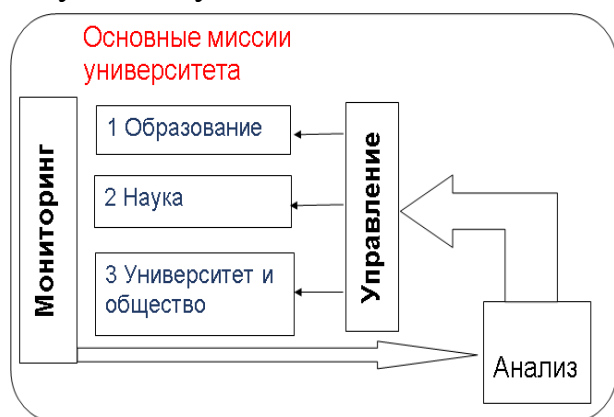 Основные миссии
университета
Мониторинг
1 Образование
2 Наука
3 Университет и
общество
Управление
Анализ